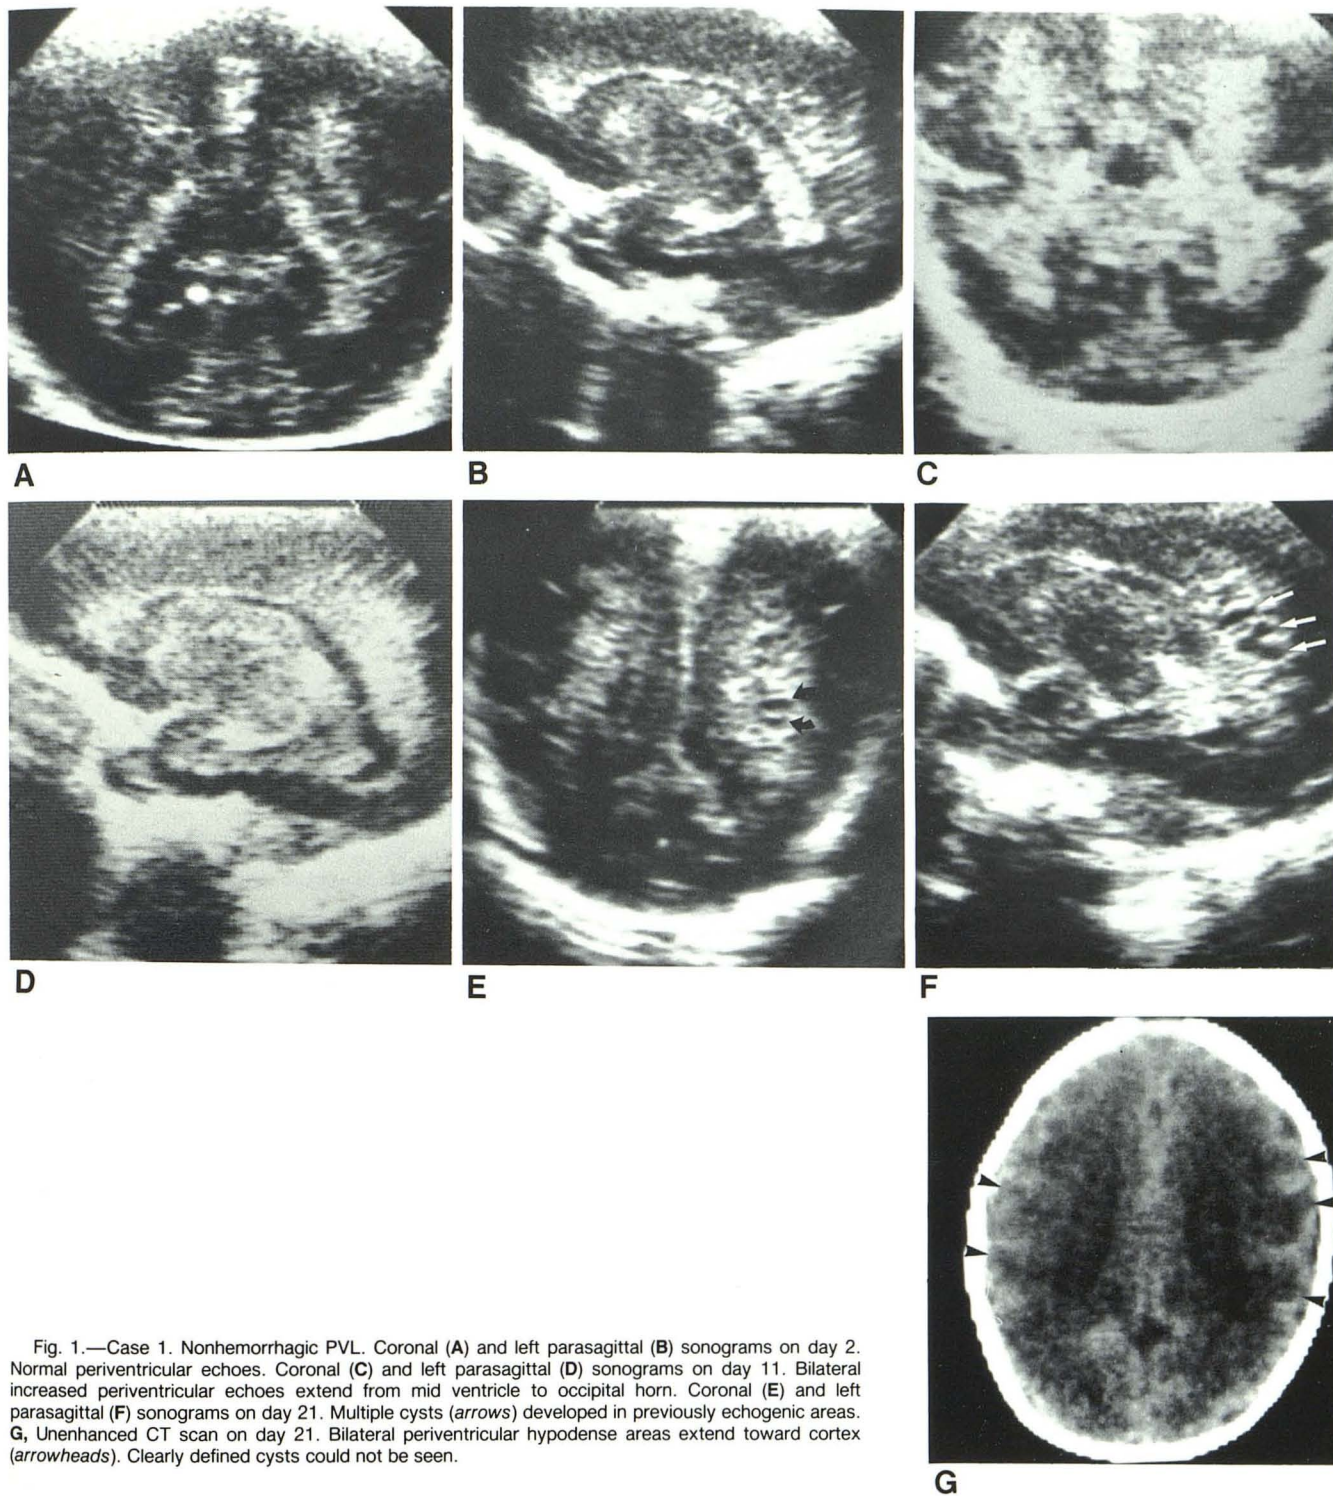 A
B
C
D
E
F
G
Fig. 1.—Case 1. Nonhemorrhagic PVL. Coronal (A) and left parasagittal (B) sonograms on day 2.
Normal periventricular echoes. Coronal (C) and left parasagittal (D) sonograms on day 11. Bilateral
increased periventricular echoes extend from mid ventricle to occipital horn. Coronal (E) and left
parasagittal (F) sonograms on day 21. Multiple cysts (arrows) developed in previously echogenic areas.
G, Unenhanced CT scan on day 21. Bilateral periventricular hypodense areas extend toward cortex
(arrowheads). Clearly defined cysts could not be seen.